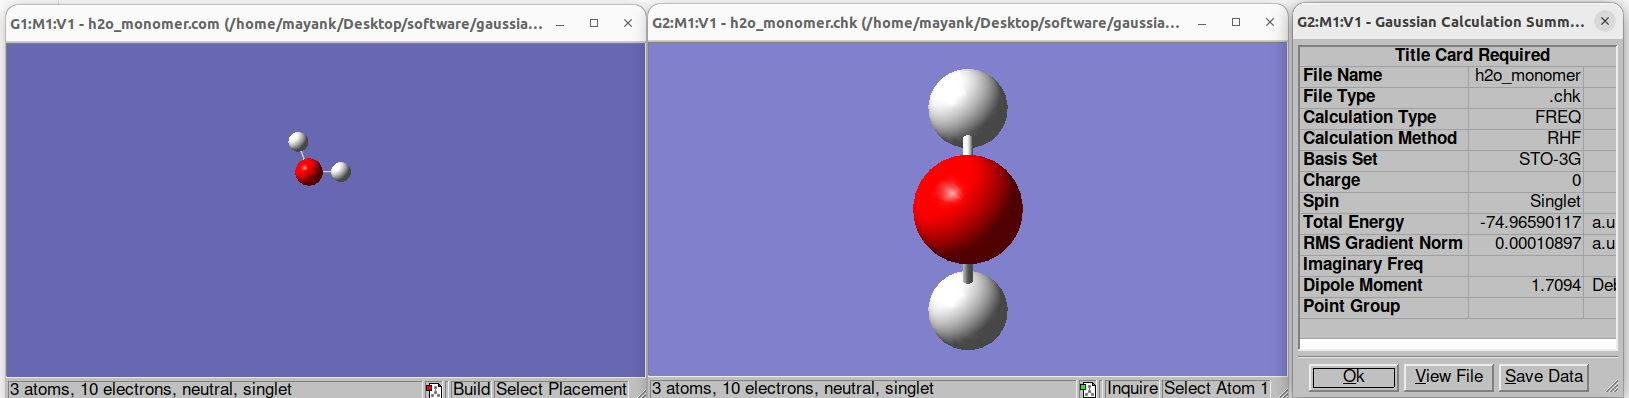 G1:M1:V1 - h2o_monomer.com (/home/mayank/Desktop/software/gaussia...
G2:M1:V1 - h2o_monomer.chk (/home/mayank/Desktop/software/gaussia...
G2:M1:V1 - Gaussian Calculation Summ...
Title Card Required
File Name h2o_monomer
File Type .chk
Calculation Type FREQ
Calculation Method RHF
Basis Set STO-3G
Charge 0
Spin Singlet
Total Energy -74.96590117 a.u
RMS Gradient Norm 0.00010897 a.u
Imaginary Freq
Dipole Moment 1.7094 Del
Point Group
Ok View File Save Data
3 atoms, 10 electrons, neutral, singlet Build Select Placement
3 atoms, 10 electrons, neutral, singlet Inquire Select Atom 1